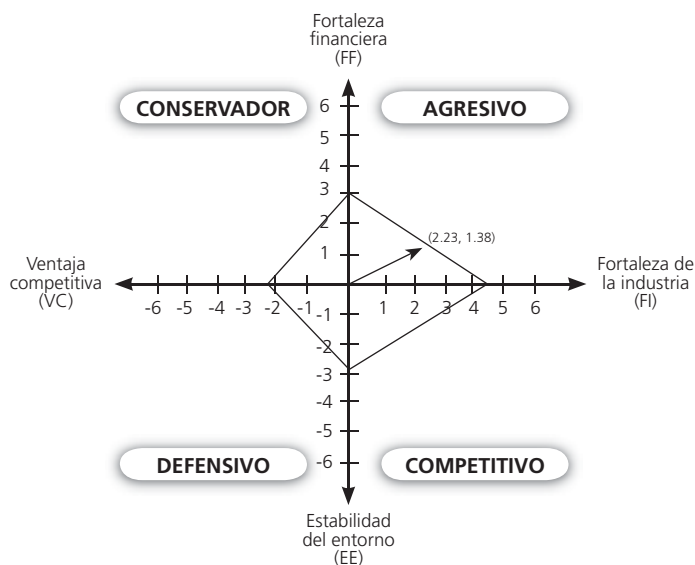 Fortaleza
financiera
(FF)
CONSERVADOR
AGRESIVO
6
5
4
3
2
1
(2.23, 1.38)
Ventaja
competitiva
(VC)
Fortaleza de
la industria
(FI)
-6 -5 -4 -3 -2 -1 1 2 3 4 5 6
-1
-2
-3
-4
-5
-6
DEFENSIVO
COMPETITIVO
Estabilidad
del entorno
(EE)